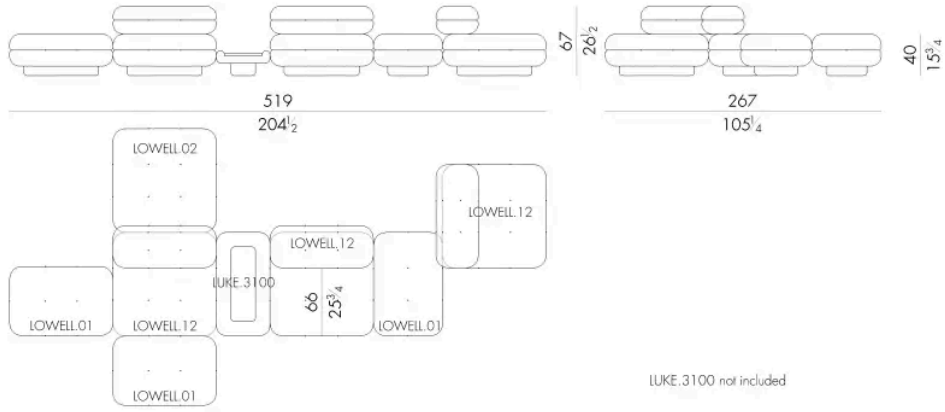 67
26½
40
15¾
519
204½
267
105¼
LOWELL.02
LOWELL.12
LOWELL.12
LUKE.3100
66
25¾
LOWELL.01
LOWELL.12
LOWELL.01
LOWELL.01
LUKE.3100 not included